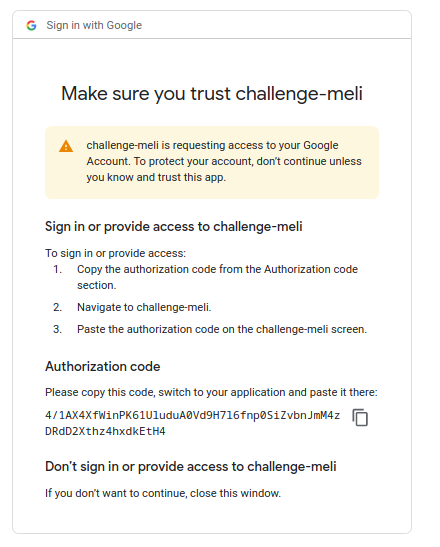 Sign in with Google
Make sure you trust challenge-meli
challenge-meli is requesting access to your Google
Account. To protect your account, don’t continue unless
you know and trust this app.
Sign in or provide access to challenge-meli
To sign in or provide access:
1. Copy the authorization code from the Authorization code
section.
2. Navigate to challenge-meli.
3. Paste the authorization code on the challenge-meli screen.
Authorization code
Please copy this code, switch to your application and paste it there:
4/1AX4XfWinPK61UluduA0Vd9H7l6fnp0SiZvbnJmM4z
DRdD2Xthz4hxdkEtH4
Don’t sign in or provide access to challenge-meli
If you don’t want to continue, close this window.